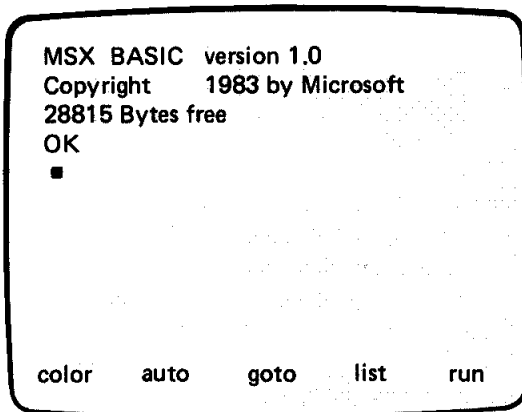 MSX BASIC version 1.0
Copyright 1983 by Microsoft
28815 Bytes free
OK
color auto goto list run